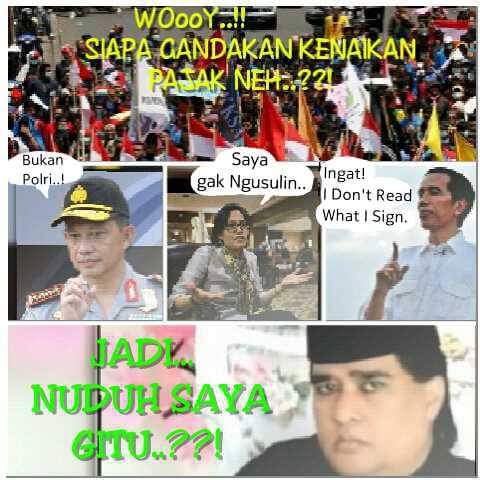 WOooY..!!
SIAPA GANDAKAN KENAIKAN
PAJAK NEH..??!
Bukan
Polri..!
Saya
gak Ngusulin..
Ingat!
I Don't Read
What I Sign.
JADI..
NUDUH SAYA
GITU..??!